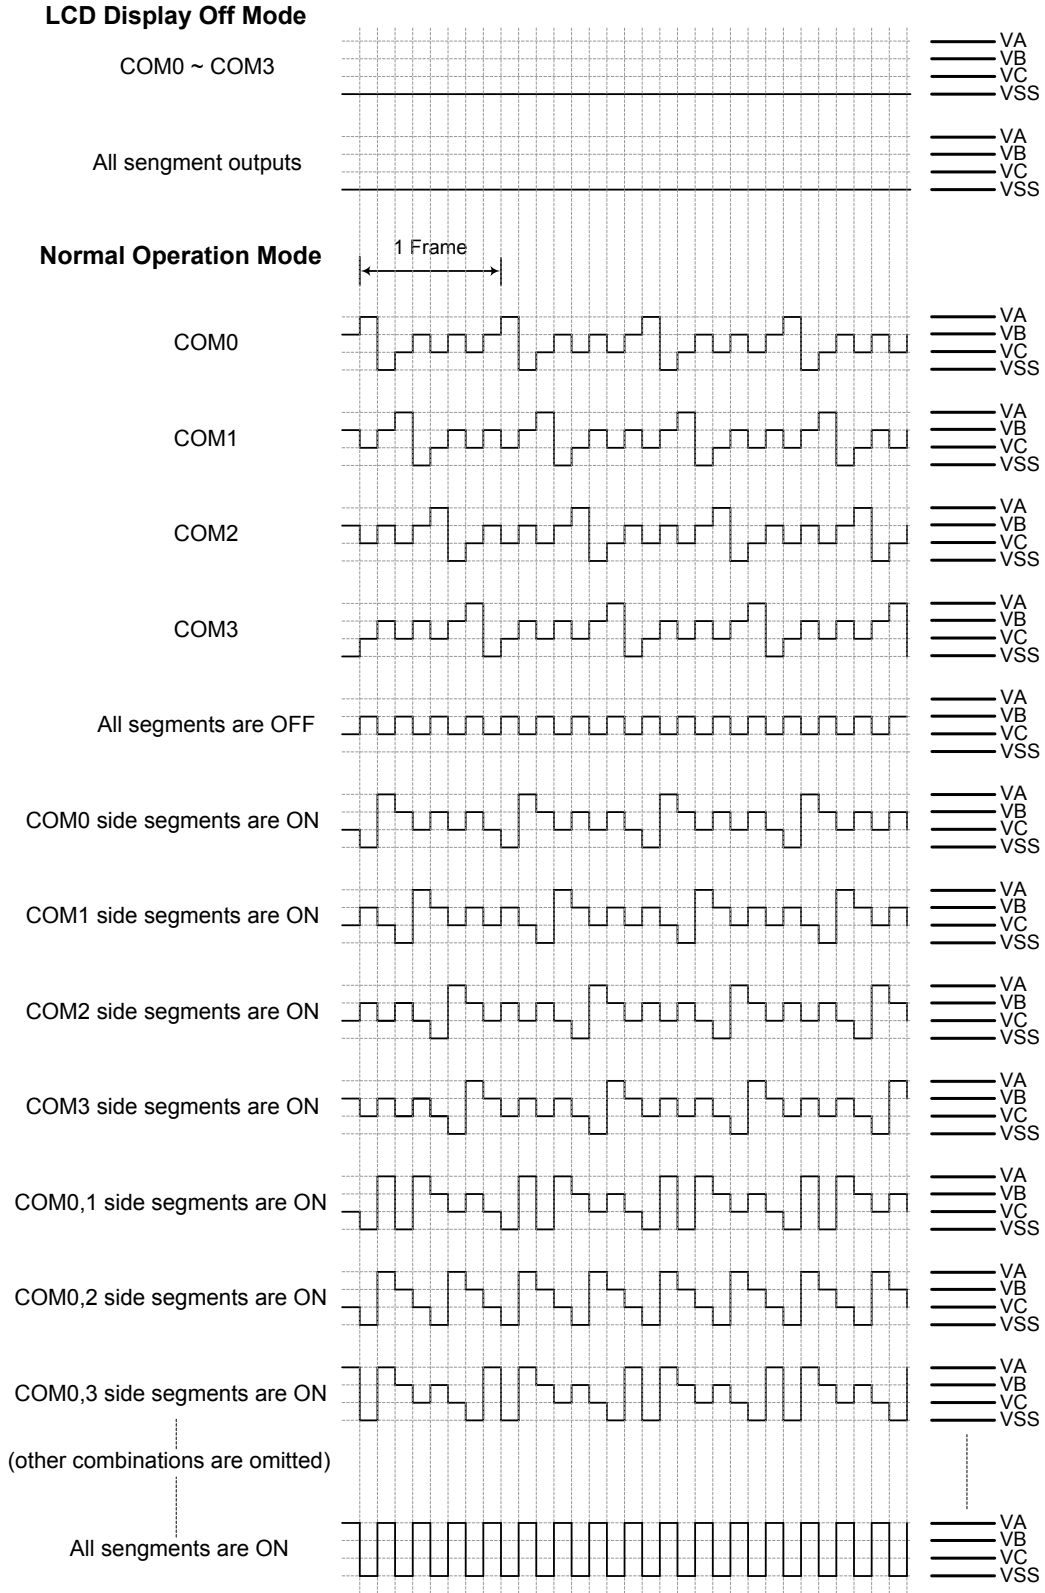 LCD Display Off Mode
COM0 ~ COM3
VA
VB
VC
VSS
All sengment outputs
VA
VB
VC
VSS
Normal Operation Mode
1 Frame
COM0
VA
VB
VC
VSS
COM1
VA
VB
VC
VSS
COM2
VA
VB
VC
VSS
COM3
VA
VB
VC
VSS
All segments are OFF
VA
VB
VC
VSS
COM0 side segments are ON
VA
VB
VC
VSS
COM1 side segments are ON
VA
VB
VC
VSS
COM2 side segments are ON
VA
VB
VC
VSS
COM3 side segments are ON
VA
VB
VC
VSS
COM0,1 side segments are ON
VA
VB
VC
VSS
COM0,2 side segments are ON
VA
VB
VC
VSS
COM0,3 side segments are ON
VA
VB
VC
VSS
(other combinations are omitted)
All sengments are ON
VA
VB
VC
VSS